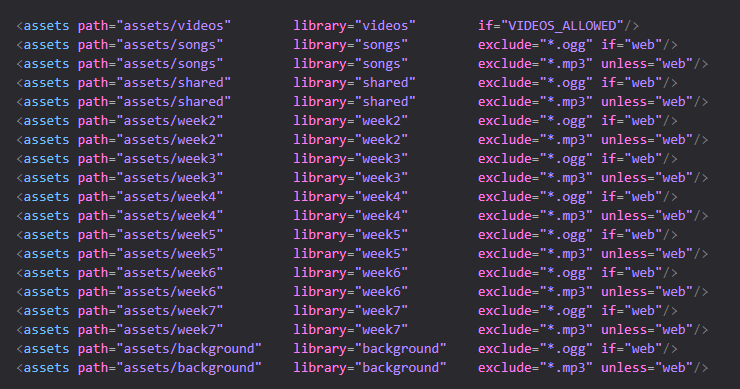 <assets path="assets/videos" library="videos" if="VIDEOS_ALLOWED"/>
<assets path="assets/songs" library="songs" exclude="*.ogg" if="web"/>
<assets path="assets/songs" library="songs" exclude="*.mp3" unless="web"/>
<assets path="assets/shared" library="shared" exclude="*.ogg" if="web"/>
<assets path="assets/shared" library="shared" exclude="*.mp3" unless="web"/>
<assets path="assets/week2" library="week2" exclude="*.ogg" if="web"/>
<assets path="assets/week2" library="week2" exclude="*.mp3" unless="web"/>
<assets path="assets/week3" library="week3" exclude="*.ogg" if="web"/>
<assets path="assets/week3" library="week3" exclude="*.mp3" unless="web"/>
<assets path="assets/week4" library="week4" exclude="*.ogg" if="web"/>
<assets path="assets/week4" library="week4" exclude="*.mp3" unless="web"/>
<assets path="assets/week5" library="week5" exclude="*.ogg" if="web"/>
<assets path="assets/week5" library="week5" exclude="*.mp3" unless="web"/>
<assets path="assets/week6" library="week6" exclude="*.ogg" if="web"/>
<assets path="assets/week6" library="week6" exclude="*.mp3" unless="web"/>
<assets path="assets/week7" library="week7" exclude="*.ogg" if="web"/>
<assets path="assets/week7" library="week7" exclude="*.mp3" unless="web"/>
<assets path="assets/background" library="background" exclude="*.ogg" if="web"/>
<assets path="assets/background" library="background" exclude="*.mp3" unless="web"/>